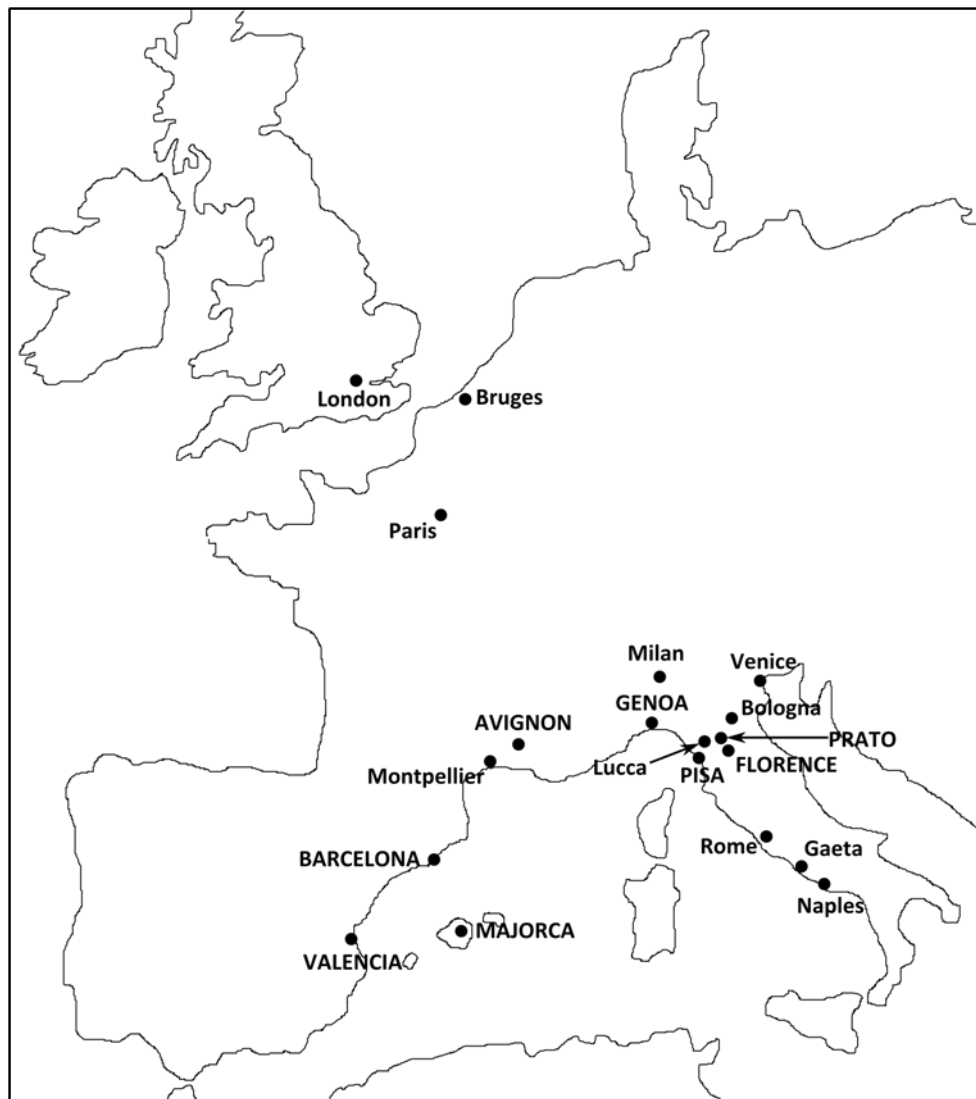 London
Bruges
Paris
Milan
Venice
GENOA
Bologna
AVIGNON
PRATO
Lucca
FLORENCE
Montpellier
PISA
Rome
Gaeta
BARCELONA
Naples
MAJORCA
VALENCIA